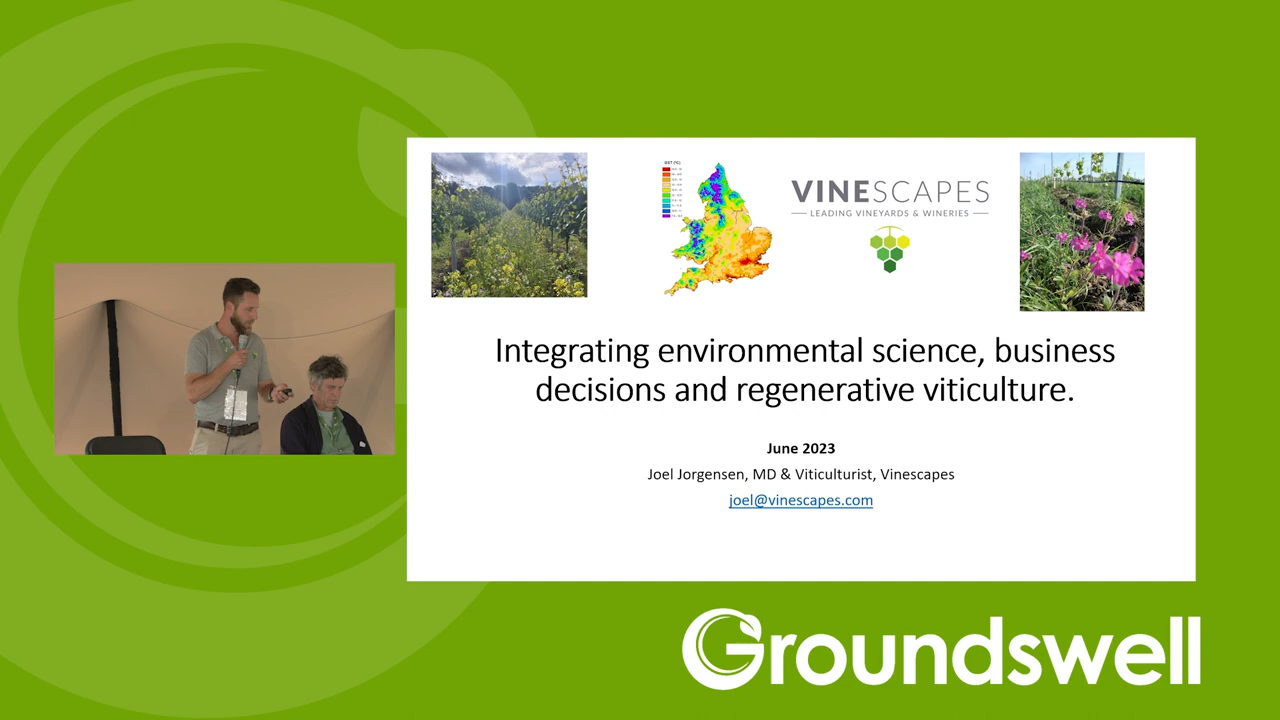 GST (°C)
VINESCAPES
LEADING VINEYARDS & WINERIES
Integrating environmental science, business
decisions and regenerative viticulture.
June 2023
Joel Jorgensen, MD & Viticulturist, Vinescapes
joel@vinescapes.com
Groundswell